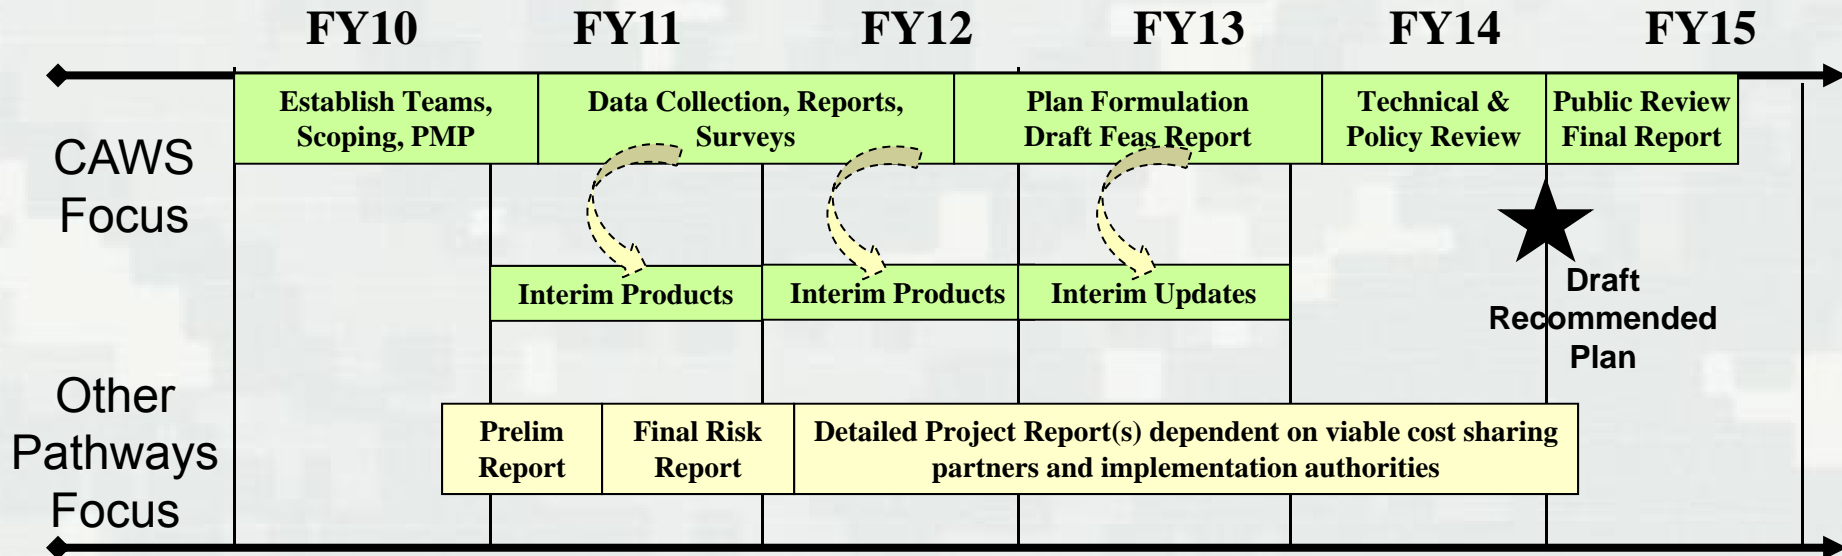 FY10 FY11 FY12 FY13 FY14 FY15
CAWS
Focus
Establish Teams,
Scoping, PMP
Data Collection, Reports,
Surveys
Plan Formulation
Draft Feas Report
Technical &
Policy Review
Public Review
Final Report
Interim Products
Interim Products
Interim Updates
Draft
Recommended
Plan
Other
Pathways
Focus
Prelim
Report
Final Risk
Report
Detailed Project Report(s) dependent on viable cost sharing
partners and implementation authorities